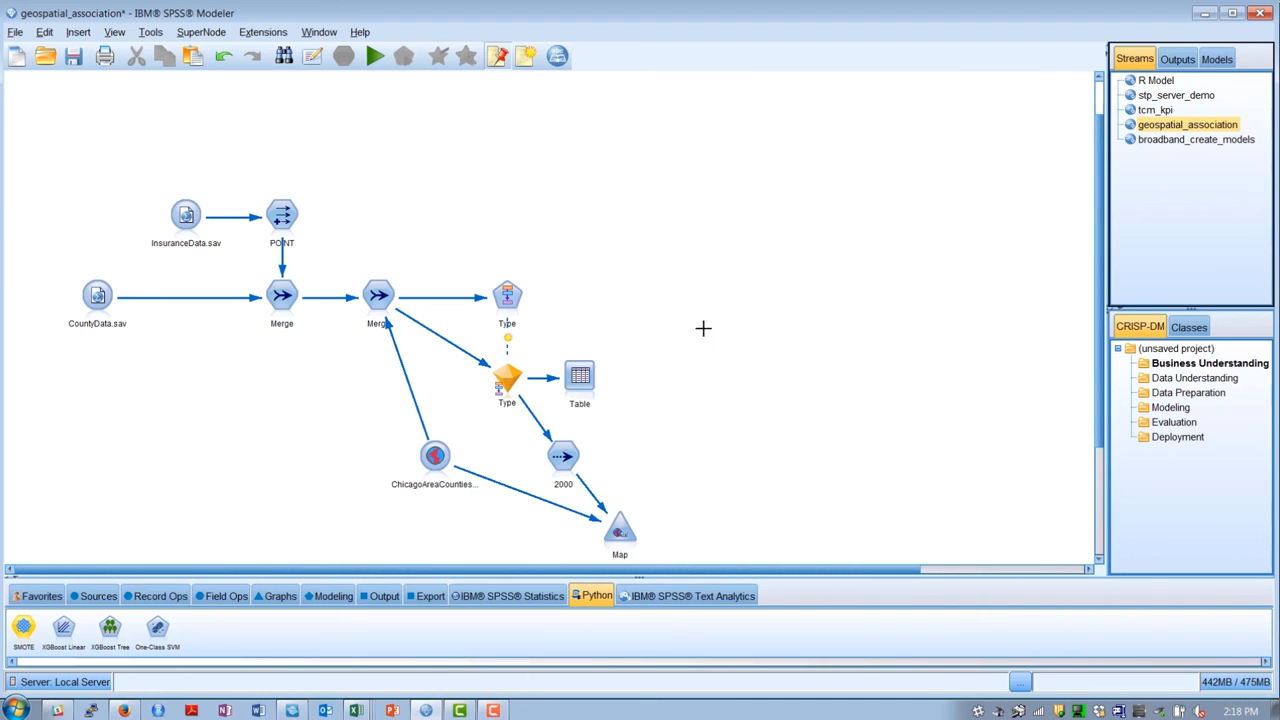 geospatial_association* - IBM® SPSS® Modeler
File Edit Insert View Tools SuperNode Extensions Window Help
Streams Outputs Models
R Model
stp_server_demo
tcm_kpi
geospatial_association
broadband_create_models
InsuranceData.sav
POINT
CountyData.sav
Merge
Merge
Type
Type
Table
ChicagoAreaCounties...
2000
Map
CRISP-DM Classes
(unsaved project)
Business Understanding
Data Understanding
Data Preparation
Modeling
Evaluation
Deployment
Favorites Sources Record Ops Field Ops Graphs Modeling Output Export IBM® SPSS® Statistics Python IBM® SPSS® Text Analytics
SMOTE XGBoost Linear XGBoost Tree One-Class SVM
Server: Local Server
...
442MB / 475MB
2:18 PM